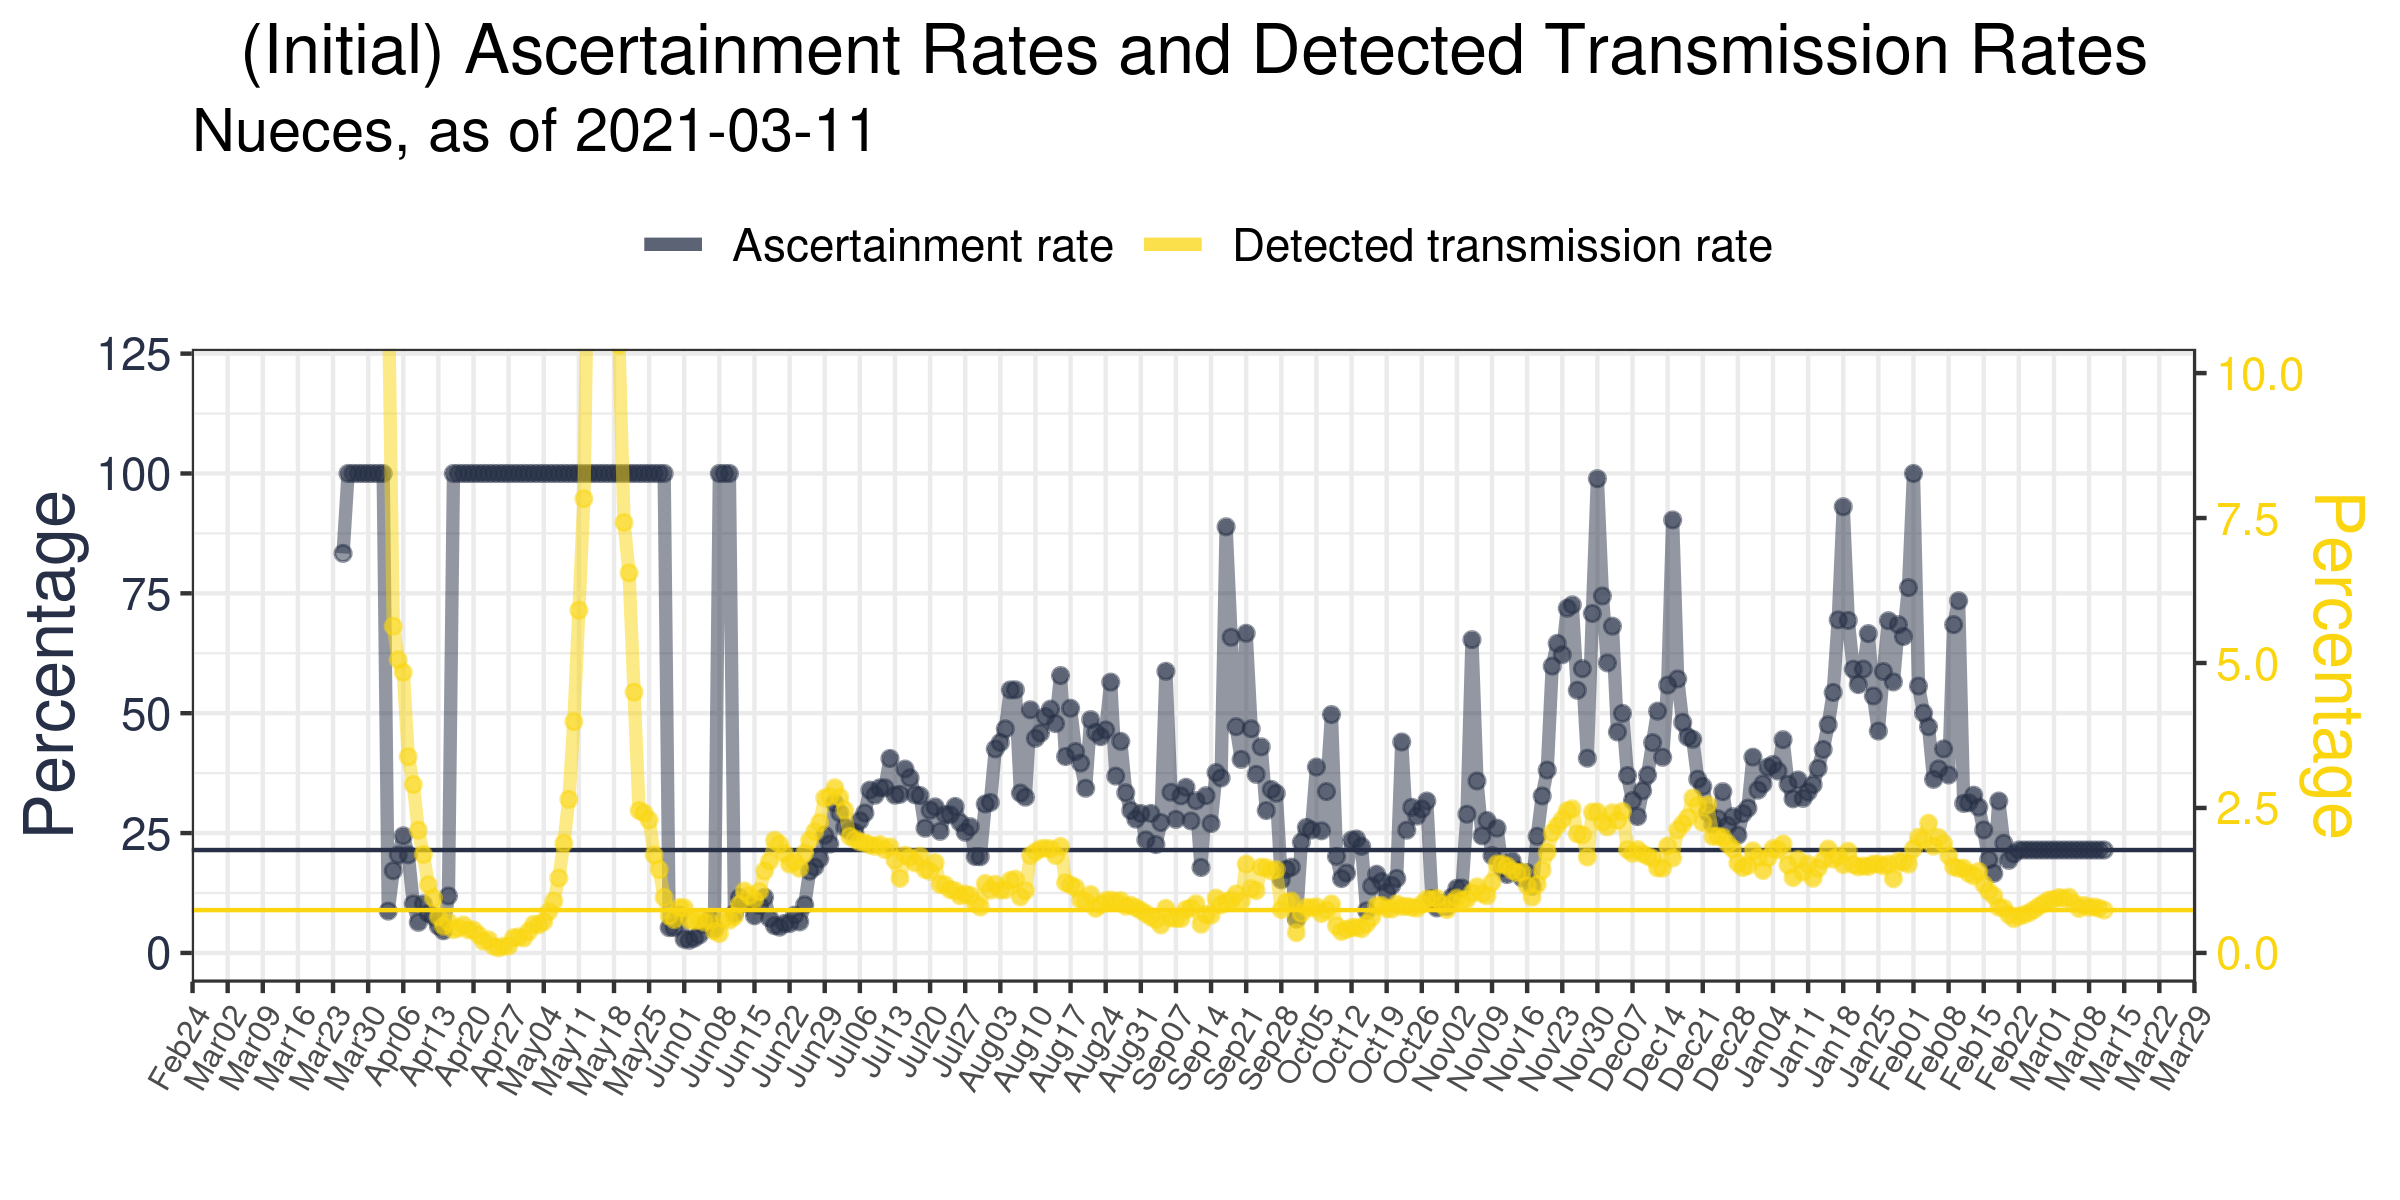 (Initial) Ascertainment Rates and Detected Transmission Rates
Nueces, as of 2021-03-11
Ascertainment rate
Detected transmission rate
125
100
75
50
25
0
Percentage
10.0
7.5
5.0
2.5
0.0
Percentage
Feb24
Mar02
Mar09
Mar16
Mar23
Mar30
Apr06
Apr13
Apr20
Apr27
May04
May11
May18
May25
Jun01
Jun08
Jun15
Jun22
Jun29
Jul06
Jul13
Jul20
Jul27
Aug03
Aug10
Aug17
Aug24
Aug31
Sep07
Sep14
Sep21
Sep28
Oct05
Oct12
Oct19
Oct26
Nov02
Nov09
Nov16
Nov23
Nov30
Dec07
Dec14
Dec21
Dec28
Jan04
Jan11
Jan18
Jan25
Feb01
Feb08
Feb15
Feb22
Mar01
Mar08
Mar15
Mar22
Mar29